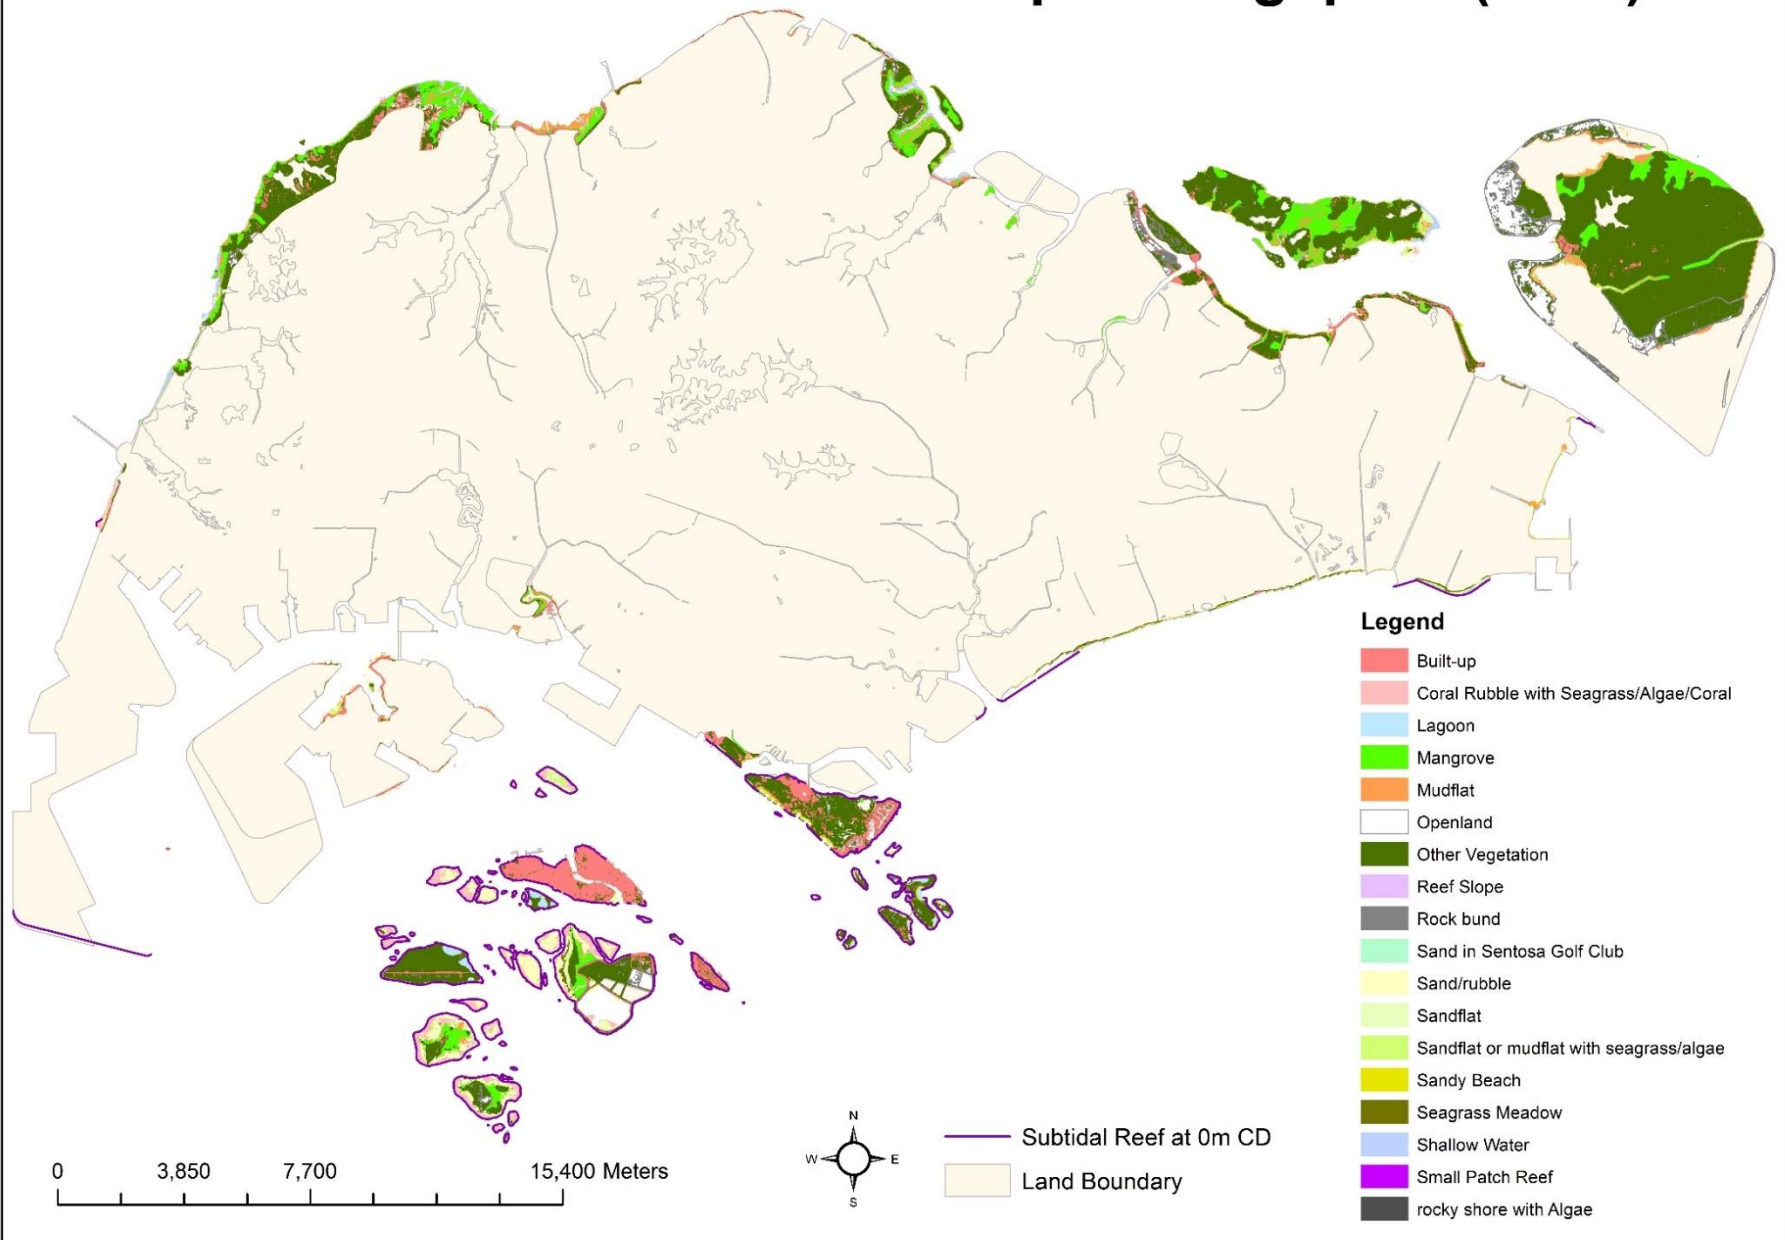 Legend
Built-up
Coral Rubble with Seagrass/Algae/Coral
Lagoon
Mangrove
Mudflat
Openland
Other Vegetation
Reef Slope
Rock bund
Sand in Sentosa Golf Club
Sand/rubble
Sandflat
Sandflat or mudflat with seagrass/algae
Sandy Beach
Seagrass Meadow
Shallow Water
Small Patch Reef
rocky shore with Algae
N
W E
S
Subtidal Reef at 0m CD
Land Boundary
0 3,850 7,700 15,400 Meters